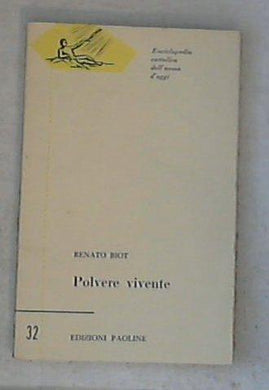 Enciclopedia
cattolica
dell'uomo
d'oggi
RENATO BIOT
Polvere vivente
32
EDIZIONI PAOLINE